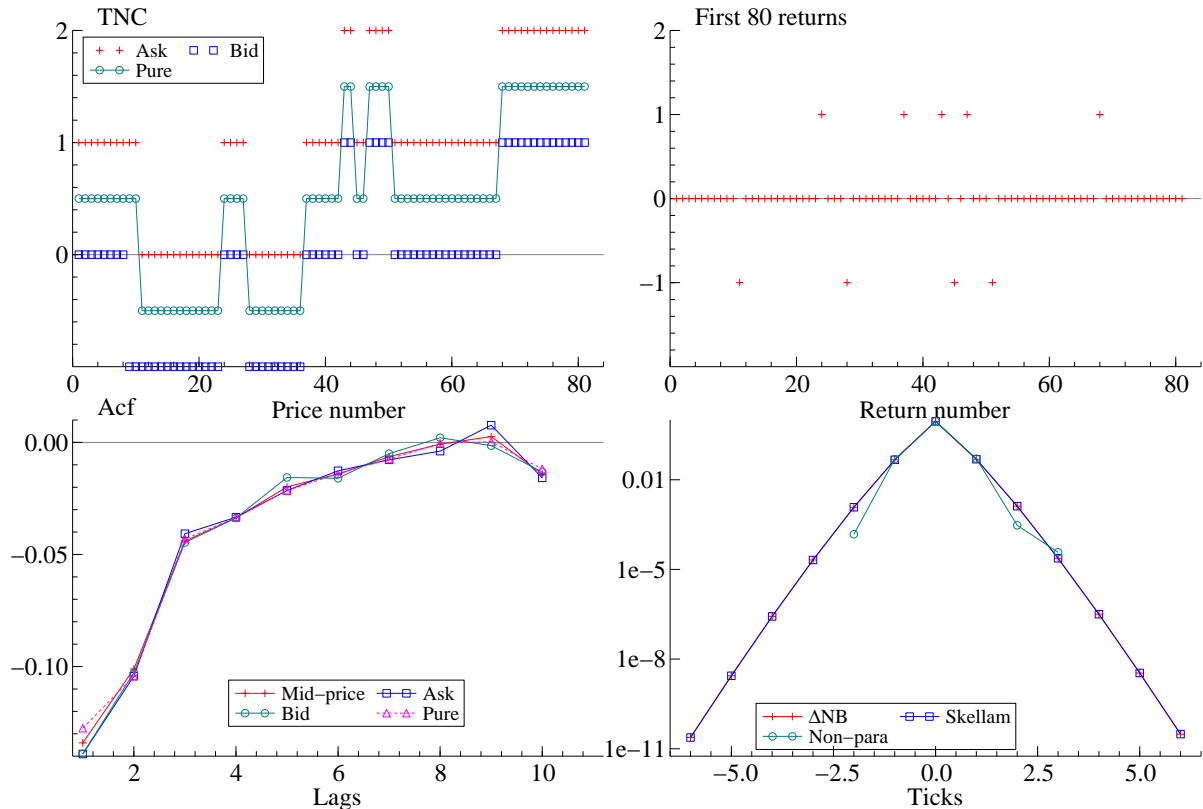 TNC
Ask Bid
Pure
2
1
0
0 20 40 60 80
Price number
First 80 returns
2
1
0
−1
0 20 40 60 80
Return number
Acf
0.00
−0.05
−0.10
Mid−price Ask
Bid Pure
2 4 6 8 10
Lags
0.01
1e−5
1e−8
1e−11
ΔNB Skellam
Non−para
−5.0 −2.5 0.0 2.5 5.0
Ticks